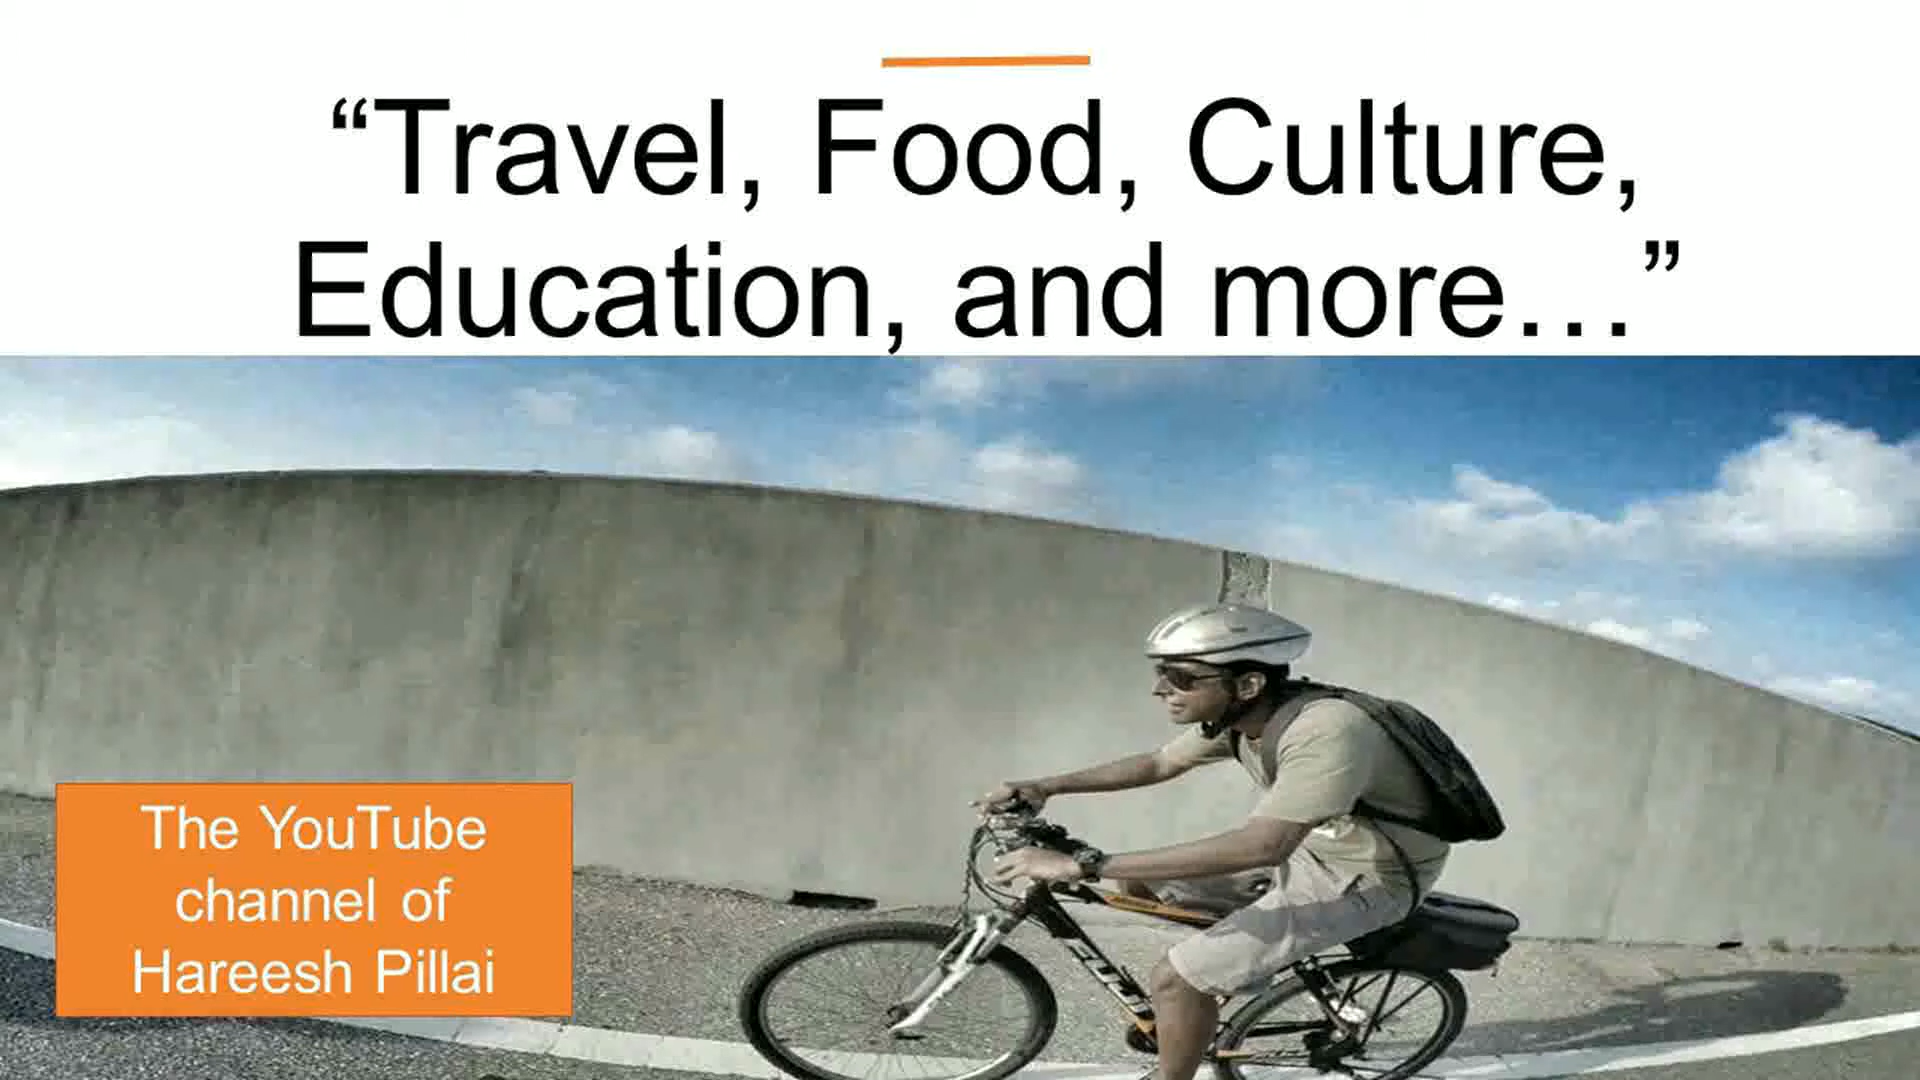 “Travel, Food, Culture,
Education, and more…”
The YouTube
channel of
Hareesh Pillai